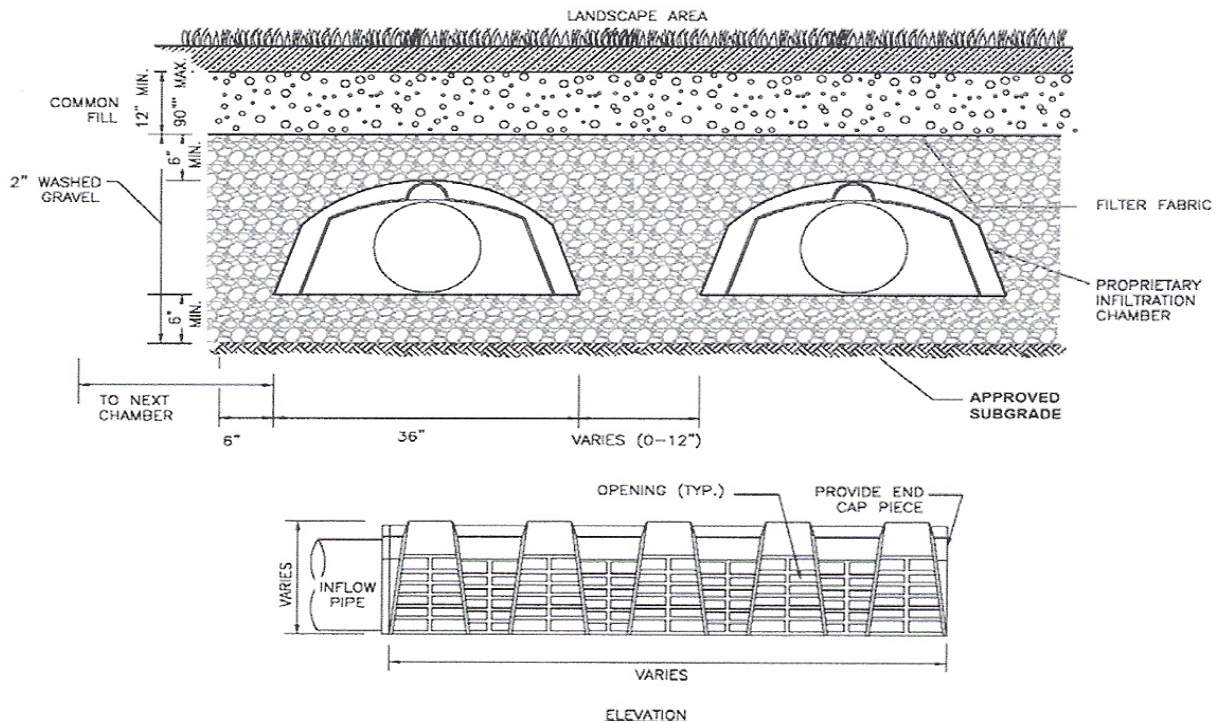 LANDSCAPE AREA
COMMON
FILL
12" MIN.
90"" MAX.
6"
MIN.
2" WASHED
GRAVEL
FILTER FABRIC
PROPRIETARY
INFILTRATION
CHAMBER
6"
MIN.
TO NEXT
CHAMBER
APPROVED
SUBGRADE
6"
36"
VARIES (0-12")
OPENING (TYP.)
PROVIDE END
CAP PIECE
VARIES
INFLOW
PIPE
VARIES
ELEVATION